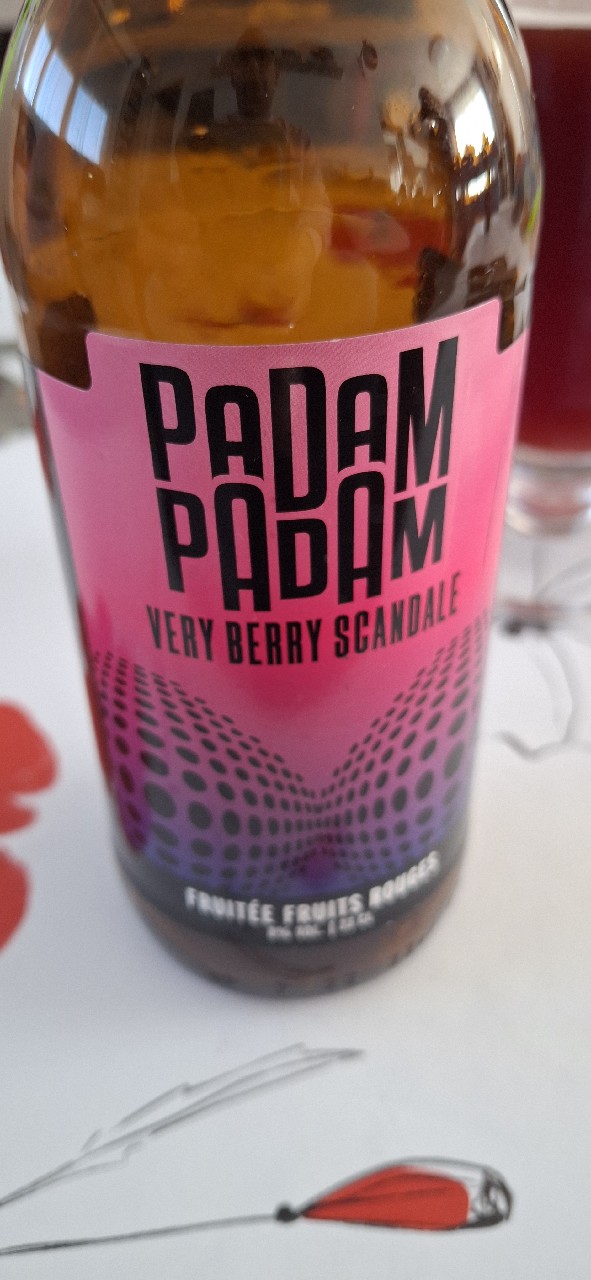 PADAM
PADAM
VERY BERRY SCANDALE
FRUITÉE FRUITS ROUGES